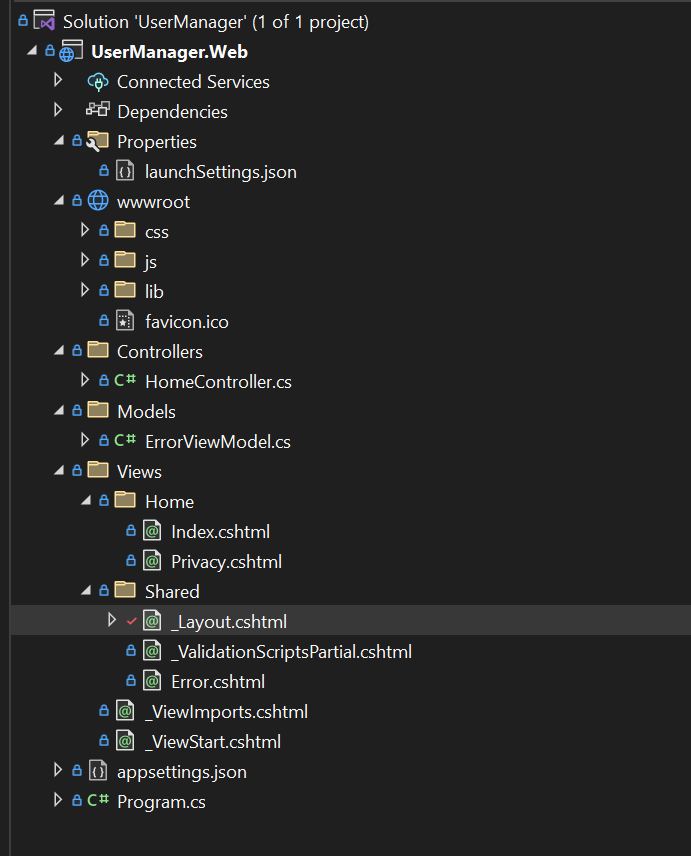 Solution 'UserManager' (1 of 1 project)
UserManager.Web
Connected Services
Dependencies
Properties
launchSettings.json
wwwroot
css
js
lib
favicon.ico
Controllers
C# HomeController.cs
Models
C# ErrorViewModel.cs
Views
Home
Index.cshtml
Privacy.cshtml
Shared
_Layout.cshtml
_ValidationScriptsPartial.cshtml
Error.cshtml
_ViewImports.cshtml
_ViewStart.cshtml
appsettings.json
C# Program.cs